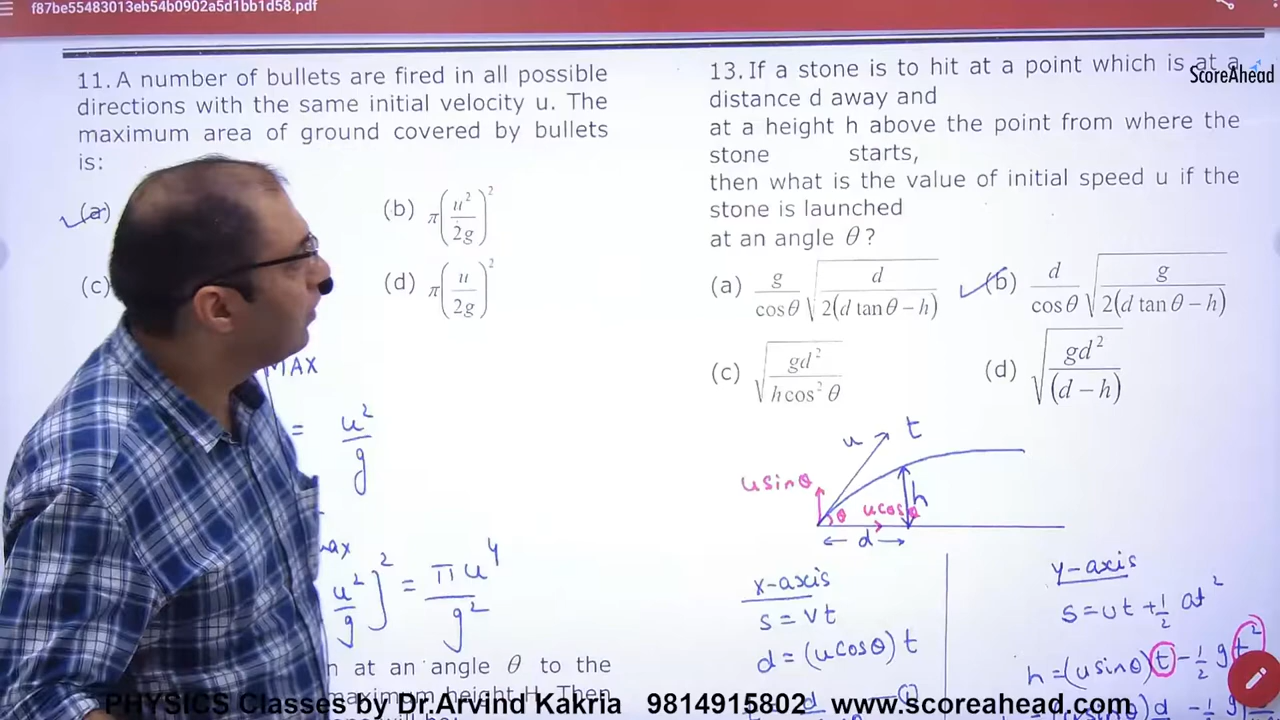 f87be55483013eb54b0902a5d1bb1d58.pdf
ScoreAhead
11. A number of bullets are fired in all possible
directions with the same initial velocity u. The
maximum area of ground covered by bullets
is:
(a)
(b) π(u²/2g)²
(c)
(d) π(u/2g)²
MAX
= u²/g
max
u²/g]² = πu⁴/g²
at an angle θ to the
maximum height H. Then
13. If a stone is to hit at a point which is at a
distance d away and
at a height h above the point from where the
stone starts,
then what is the value of initial speed u if the
stone is launched
at an angle θ?
(a) g/cosθ √(d/2(d tanθ − h))
(b) d/cosθ √(g/2(d tanθ − h))
(c) √(gd²/h cos²θ)
(d) √(gd²/(d − h))
u t
usinθ
θ ucosθ h
d
x-axis
s = vt
d = (ucosθ) t
y-axis
s = ut + ½ at²
h = (usinθ) t − ½ gt²
PHYSICS Classes by Dr.Arvind Kakria 9814915802 www.scoreahead.com